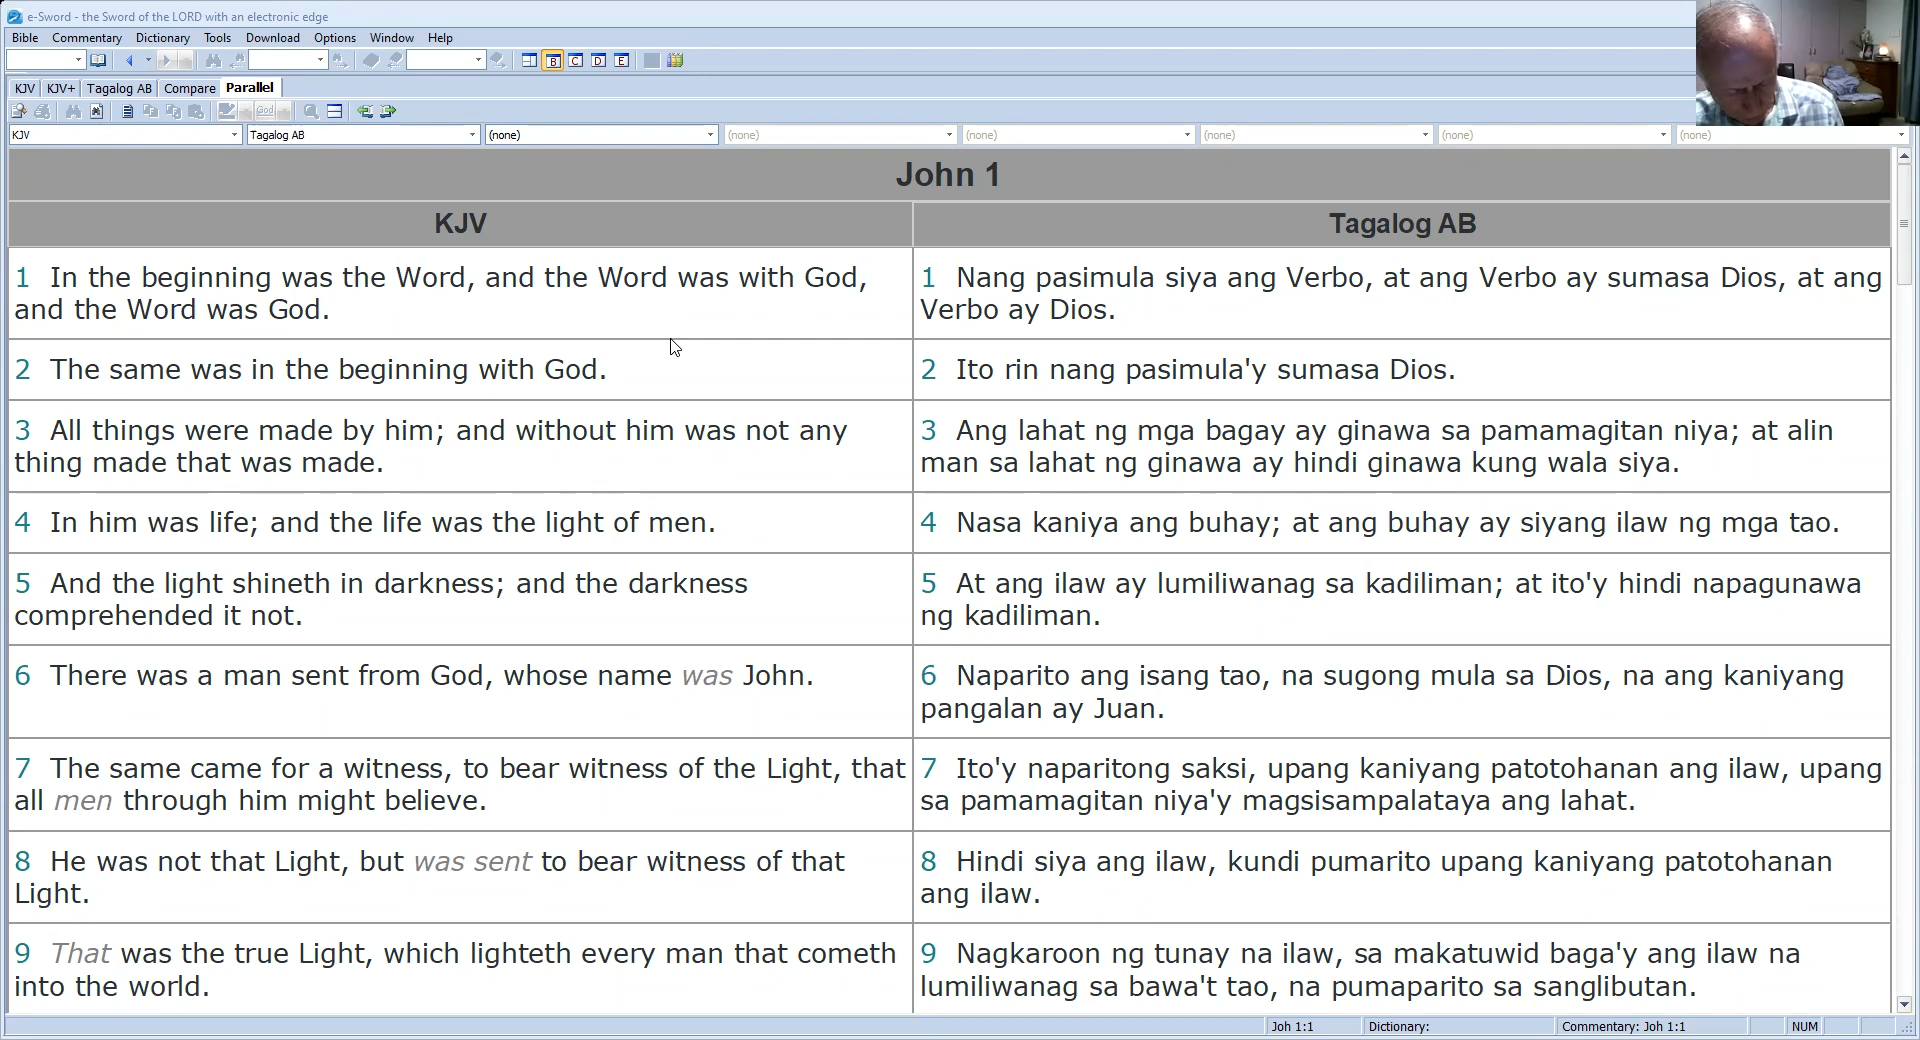 e-Sword - the Sword of the LORD with an electronic edge
Bible Commentary Dictionary Tools Download Options Window Help
B C D E
KJV KJV+ Tagalog AB Compare Parallel
God
KJV Tagalog AB (none) (none) (none) (none) (none) (none)
John 1
KJV
1 In the beginning was the Word, and the Word was with God,
and the Word was God.
2 The same was in the beginning with God.
3 All things were made by him; and without him was not any
thing made that was made.
4 In him was life; and the life was the light of men.
5 And the light shineth in darkness; and the darkness
comprehended it not.
6 There was a man sent from God, whose name was John.
7 The same came for a witness, to bear witness of the Light, that
all men through him might believe.
8 He was not that Light, but was sent to bear witness of that
Light.
9 That was the true Light, which lighteth every man that cometh
into the world.
Tagalog AB
1 Nang pasimula siya ang Verbo, at ang Verbo ay sumasa Dios, at ang
Verbo ay Dios.
2 Ito rin nang pasimula'y sumasa Dios.
3 Ang lahat ng mga bagay ay ginawa sa pamamagitan niya; at alin
man sa lahat ng ginawa ay hindi ginawa kung wala siya.
4 Nasa kaniya ang buhay; at ang buhay ay siyang ilaw ng mga tao.
5 At ang ilaw ay lumiliwanag sa kadiliman; at ito'y hindi napagunawa
ng kadiliman.
6 Naparito ang isang tao, na sugong mula sa Dios, na ang kaniyang
pangalan ay Juan.
7 Ito'y naparitong saksi, upang kaniyang patotohanan ang ilaw, upang
sa pamamagitan niya'y magsisampalataya ang lahat.
8 Hindi siya ang ilaw, kundi pumarito upang kaniyang patotohanan
ang ilaw.
9 Nagkaroon ng tunay na ilaw, sa makatuwid baga'y ang ilaw na
lumiliwanag sa bawa't tao, na pumaparito sa sanglibutan.
Joh 1:1 Dictionary: Commentary: Joh 1:1 NUM